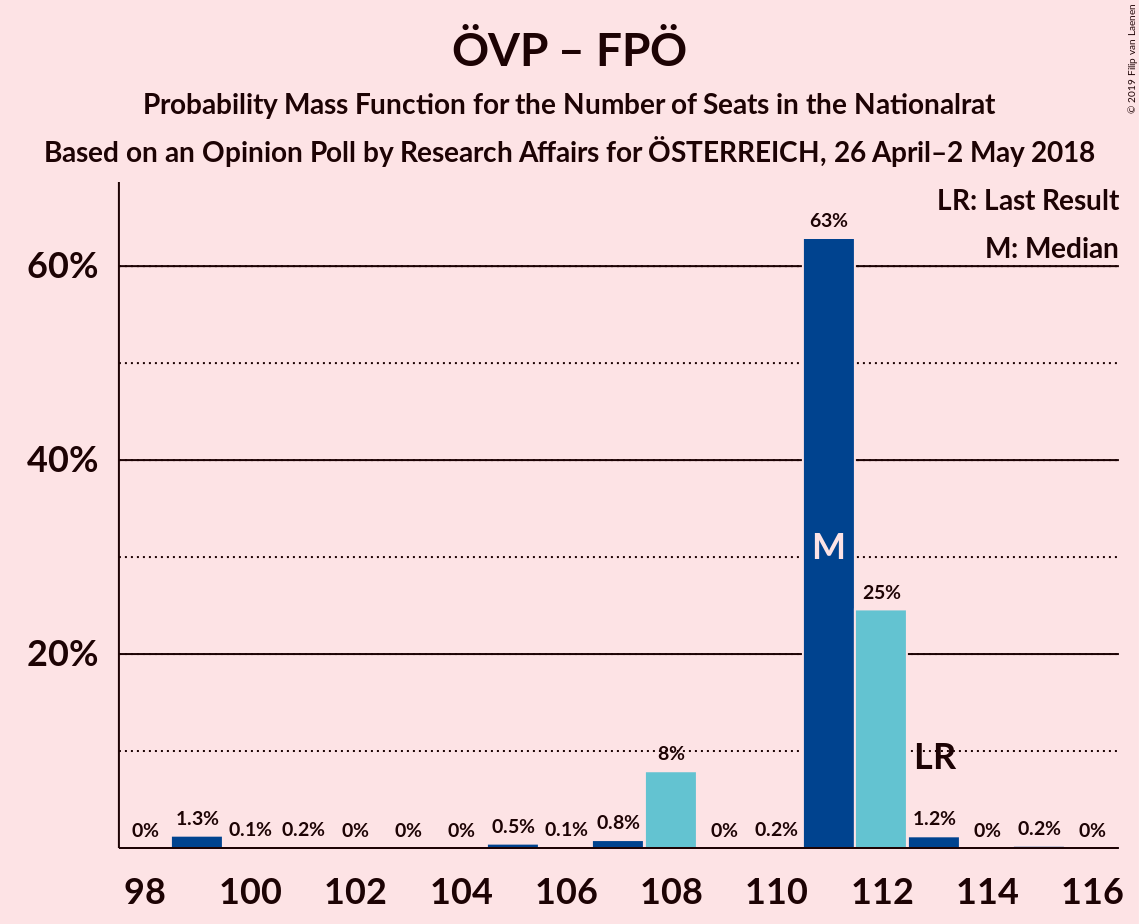 ÖVP – FPÖ
Probability Mass Function for the Number of Seats in the Nationalrat
Based on an Opinion Poll by Research Affairs for ÖSTERREICH, 26 April–2 May 2018
© 2019 Filip van Laenen
LR: Last Result
M: Median
60%
40%
20%
0%
1.3%
0.1%
0.2%
0%
0%
0%
0.5%
0.1%
0.8%
8%
0%
0.2%
63%
M
25%
LR
1.2%
0%
0.2%
0%
98 100 102 104 106 108 110 112 114 116